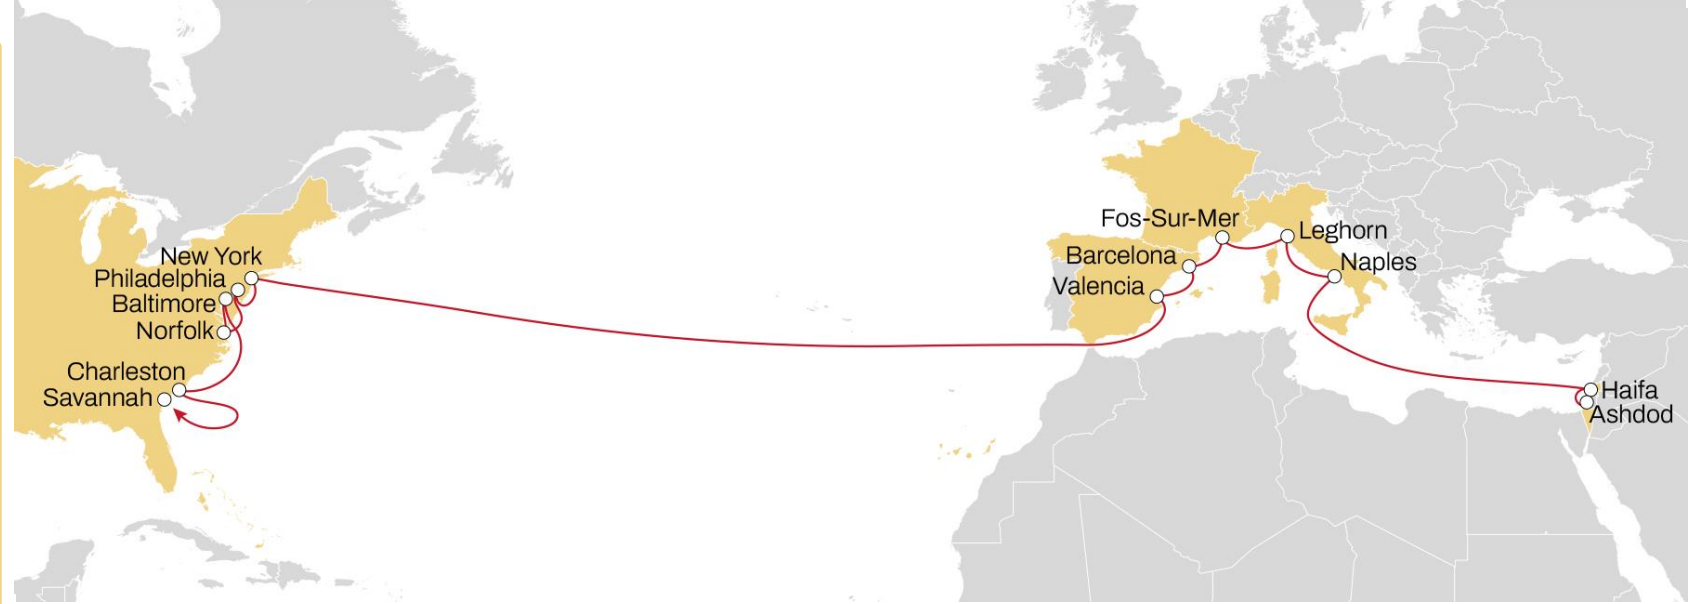 New York
Philadelphia
Baltimore
Norfolk
Charleston
Savannah
Fos-Sur-Mer
Barcelona
Valencia
Leghorn
Naples
Haifa
Ashdod